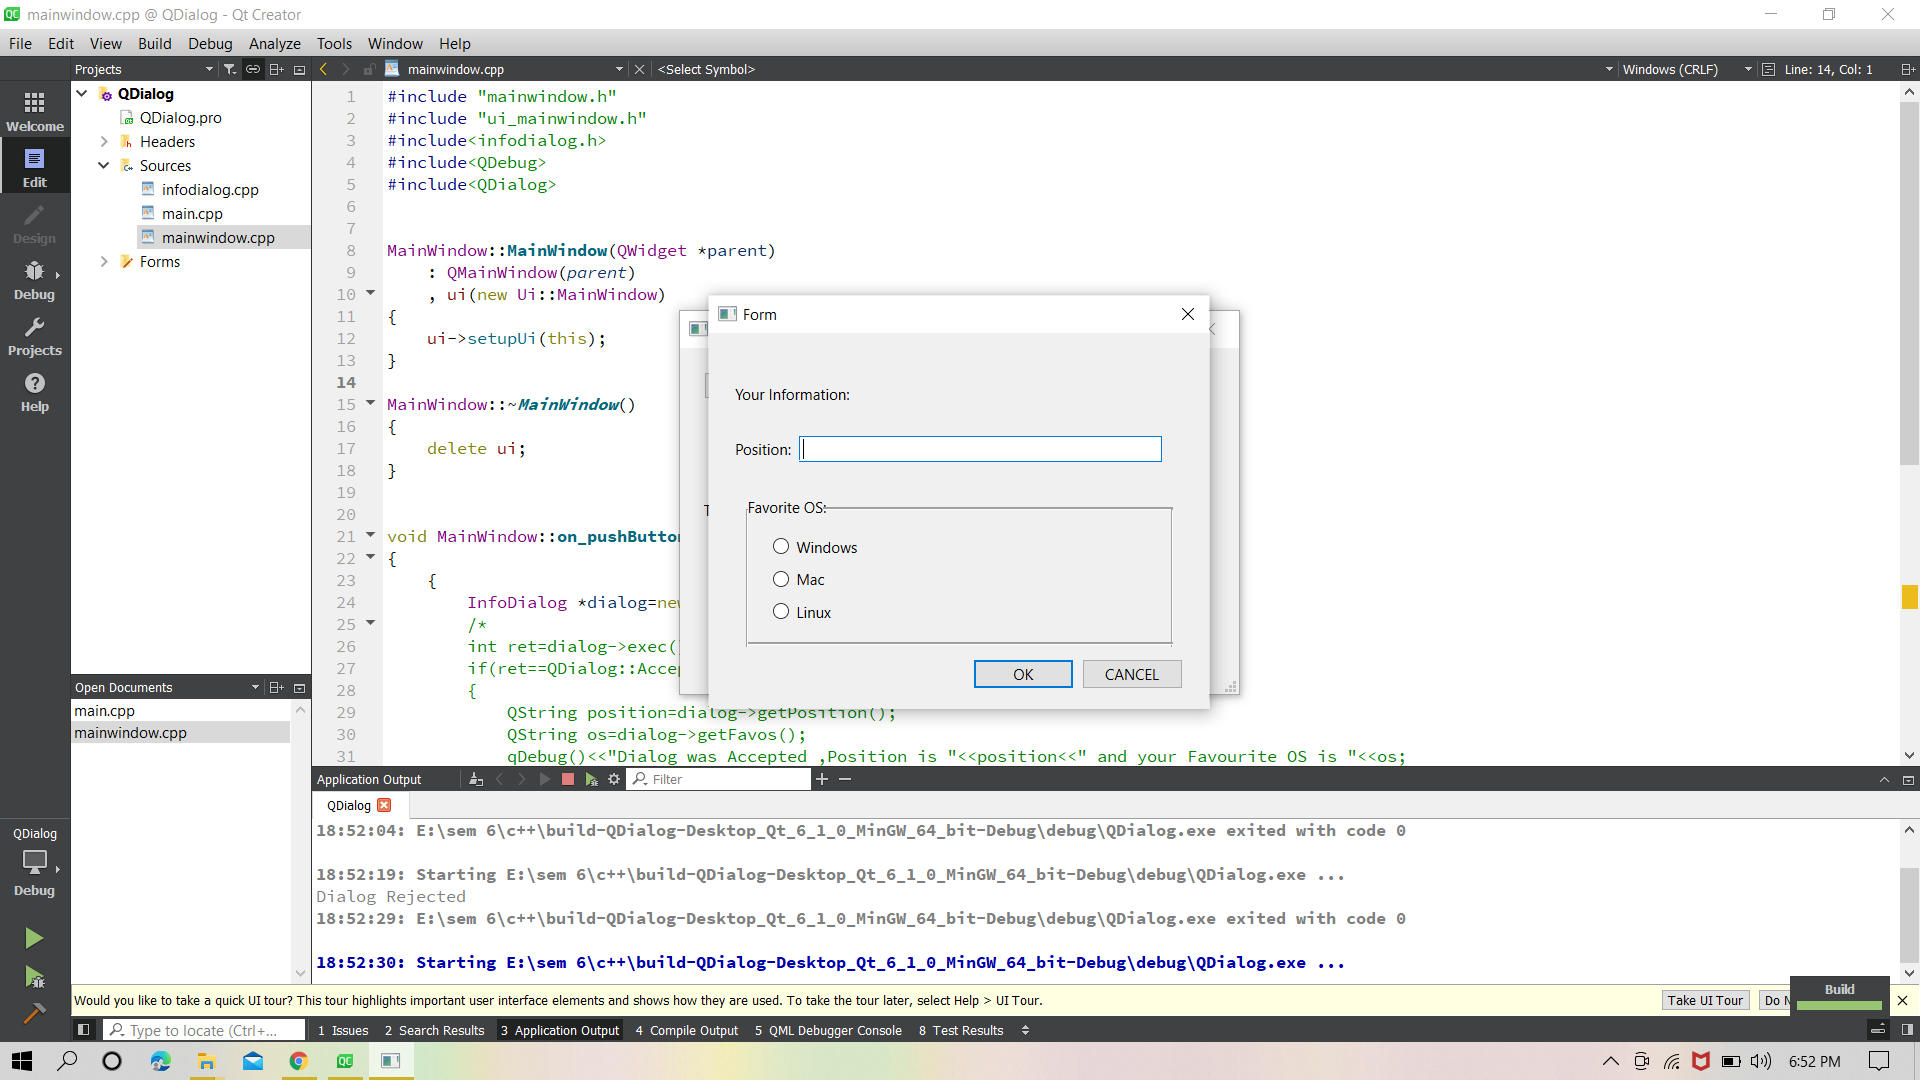 mainwindow.cpp @ QDialog - Qt Creator
File Edit View Build Debug Analyze Tools Window Help
Projects
mainwindow.cpp
<Select Symbol>
Windows (CRLF)
Line: 14, Col: 1
Welcome
Edit
Design
Debug
Projects
Help
QDialog
QDialog.pro
Headers
Sources
infodialog.cpp
main.cpp
mainwindow.cpp
Forms
1 #include "mainwindow.h"
2 #include "ui_mainwindow.h"
3 #include<infodialog.h>
4 #include<QDebug>
5 #include<QDialog>
6
7
8 MainWindow::MainWindow(QWidget *parent)
9 : QMainWindow(parent)
10 , ui(new Ui::MainWindow)
11 {
12 ui->setupUi(this);
13 }
14
15 MainWindow::~MainWindow()
16 {
17 delete ui;
18 }
19
20
21 void MainWindow::on_pushButton
22 {
23 {
24 InfoDialog *dialog=new
25 /*
26 int ret=dialog->exec(
27 if(ret==QDialog::Accep
28 {
29 QString position=dialog->getPosition();
30 QString os=dialog->getFavos();
31 qDebug()<<"Dialog was Accepted ,Position is "<<position<<" and your Favourite OS is "<<os;
Form
Your Information:
Position:
Favorite OS:
Windows
Mac
Linux
OK
CANCEL
T
Open Documents
main.cpp
mainwindow.cpp
Application Output
Filter
QDialog
18:52:04: E:\sem 6\c++\build-QDialog-Desktop_Qt_6_1_0_MinGW_64_bit-Debug\debug\QDialog.exe exited with code 0
18:52:19: Starting E:\sem 6\c++\build-QDialog-Desktop_Qt_6_1_0_MinGW_64_bit-Debug\debug\QDialog.exe ...
Dialog Rejected
18:52:29: E:\sem 6\c++\build-QDialog-Desktop_Qt_6_1_0_MinGW_64_bit-Debug\debug\QDialog.exe exited with code 0
18:52:30: Starting E:\sem 6\c++\build-QDialog-Desktop_Qt_6_1_0_MinGW_64_bit-Debug\debug\QDialog.exe ...
QDialog
Debug
Would you like to take a quick UI tour? This tour highlights important user interface elements and shows how they are used. To take the tour later, select Help > UI Tour.
Take UI Tour
Do N
Build
Type to locate (Ctrl+...
1 Issues
2 Search Results
3 Application Output
4 Compile Output
5 QML Debugger Console
8 Test Results
6:52 PM